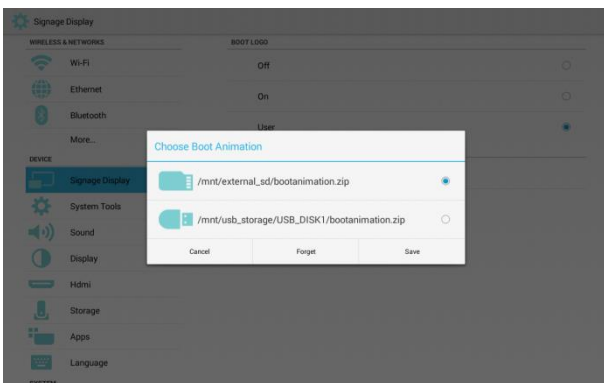 Signage Display
WIRELESS & NETWORKS
Wi-Fi
Ethernet
Bluetooth
More...
DEVICE
Signage Display
System Tools
Sound
Display
Hdmi
Storage
Apps
Language
SYSTEM
BOOT LOGO
Off
On
User
Choose Boot Animation
/mnt/external_sd/bootanimation.zip
/mnt/usb_storage/USB_DISK1/bootanimation.zip
Cancel Forget Save